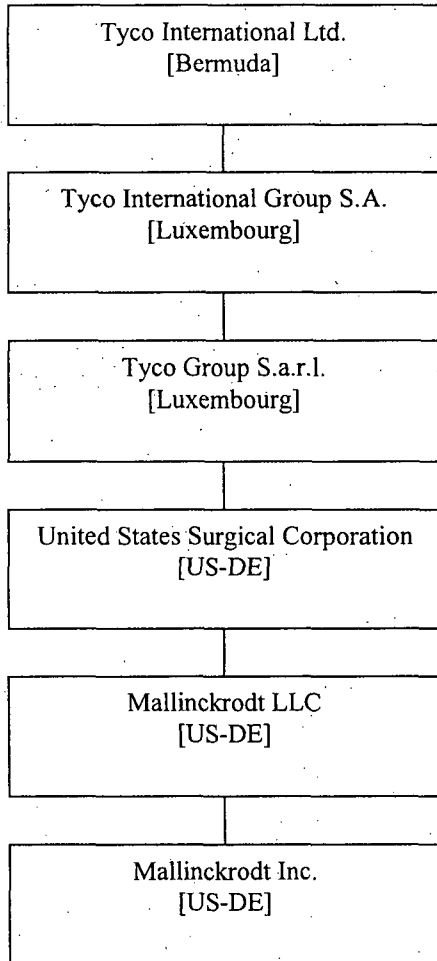 Tyco International Ltd.
[Bermuda]
Tyco International Group S.A.
[Luxembourg]
Tyco Group S.a.r.l.
[Luxembourg]
United States Surgical Corporation
[US-DE]
Mallinckrodt LLC
[US-DE]
Mallinckrodt Inc.
[US-DE]